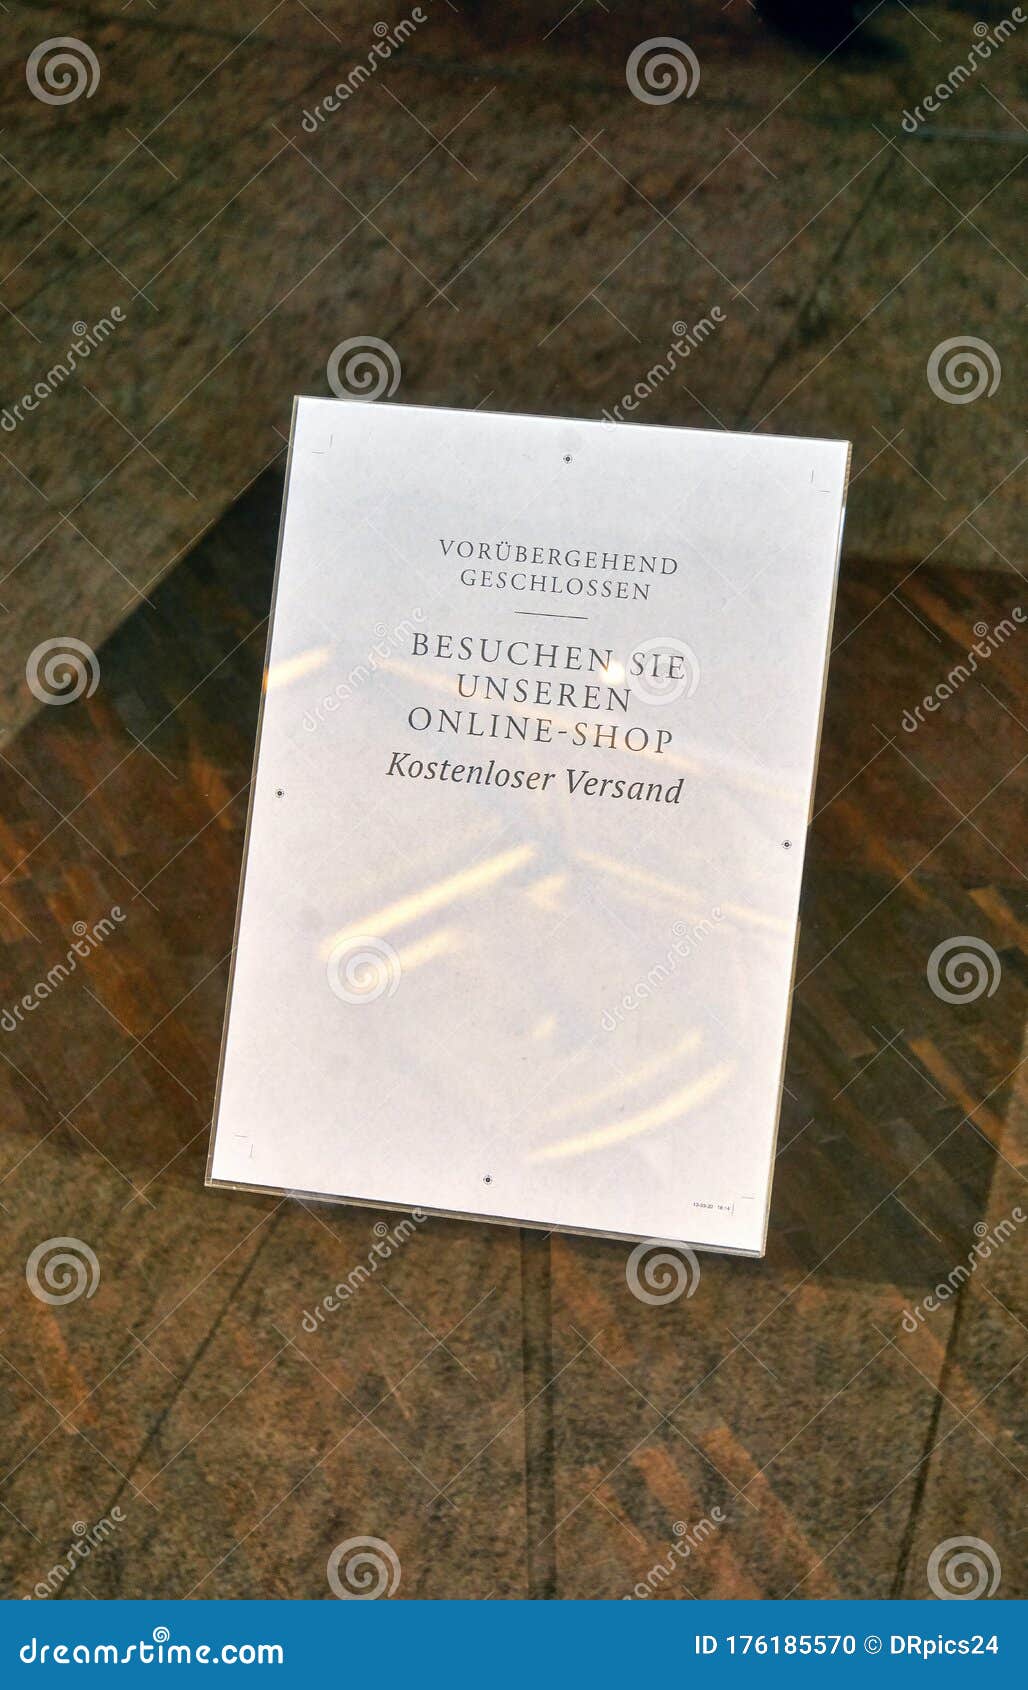 VORÜBERGEHEND
GESCHLOSSEN
BESUCHEN SIE
UNSEREN
ONLINE-SHOP
Kostenloser Versand
dreamstime.com
ID 176185570 © DRpics24